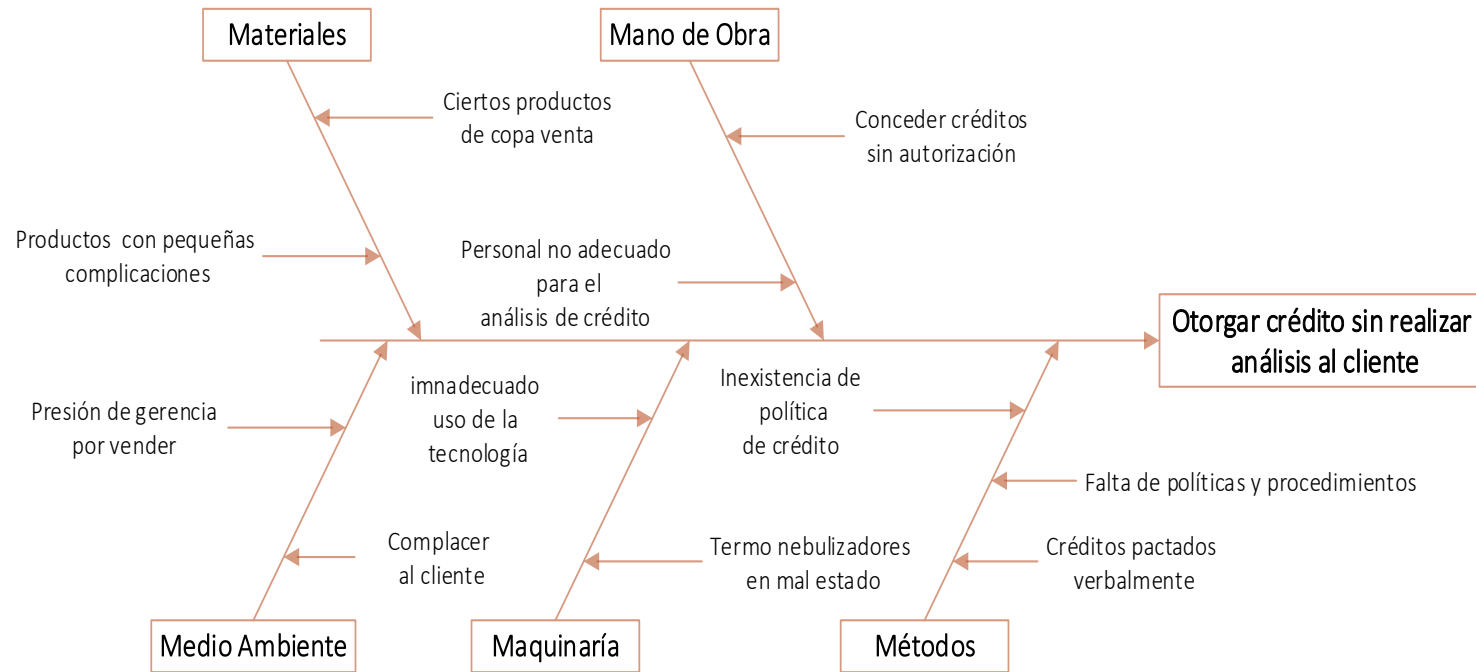 Materiales
Mano de Obra
Ciertos productos
de copa venta
Conceder créditos
sin autorización
Productos con pequeñas
complicaciones
Personal no adecuado
para el
análisis de crédito
Otorgar crédito sin realizar
análisis al cliente
Presión de gerencia
por vender
imnadecuado
uso de la
tecnología
Inexistencia de
política
de crédito
Falta de políticas y procedimientos
Complacer
al cliente
Termo nebulizadores
en mal estado
Créditos pactados
verbalmente
Medio Ambiente
Maquinaría
Métodos